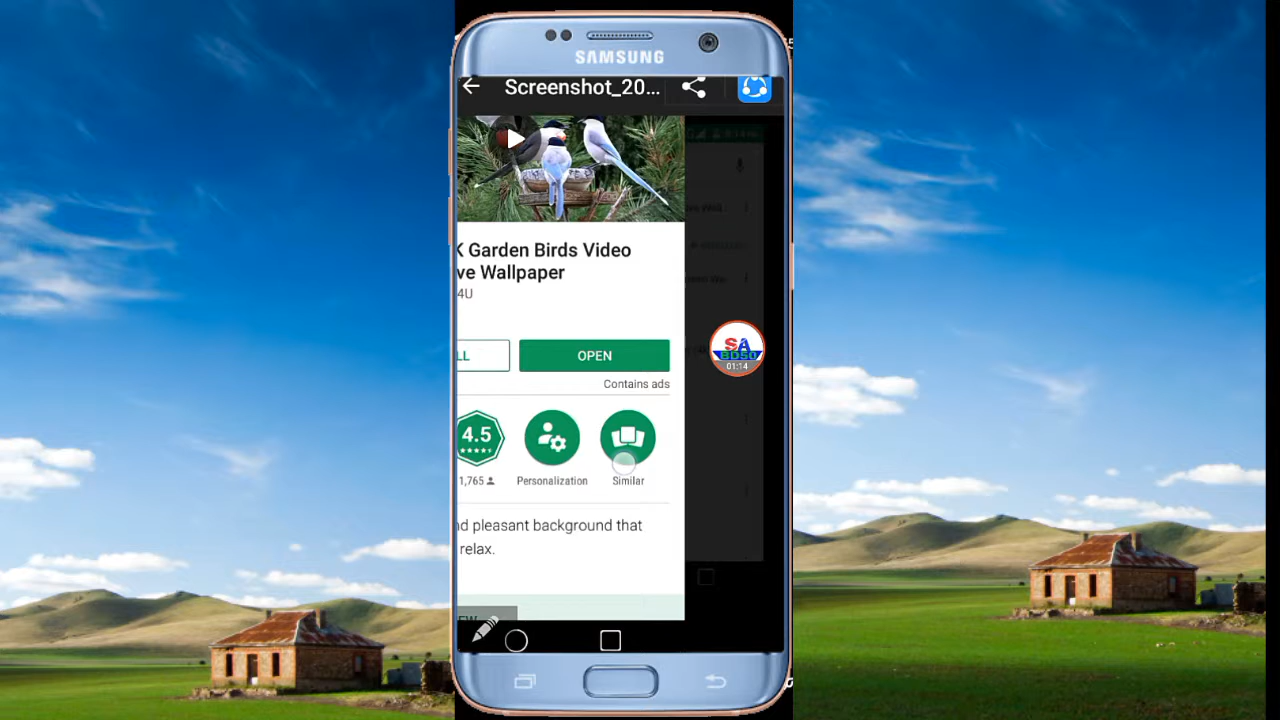 SAMSUNG
Screenshot_20...
K Garden Birds Video
ve Wallpaper
4U
LL
OPEN
Contains ads
SA
BD50
01:14
4.5
1,765
Personalization
Similar
nd pleasant background that
relax.